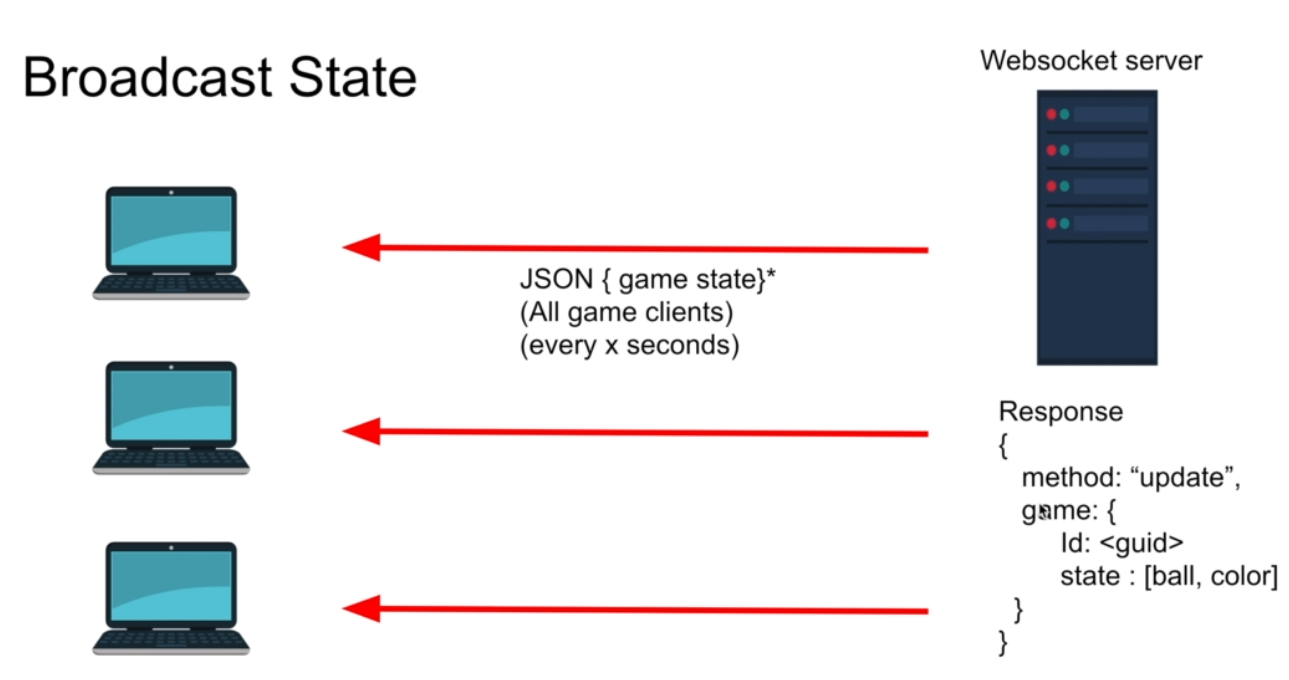 Broadcast State
Websocket server
JSON { game state}*
(All game clients)
(every x seconds)
Response
{
method: “update”,
game: {
Id: <guid>
state : [ball, color]
}
}